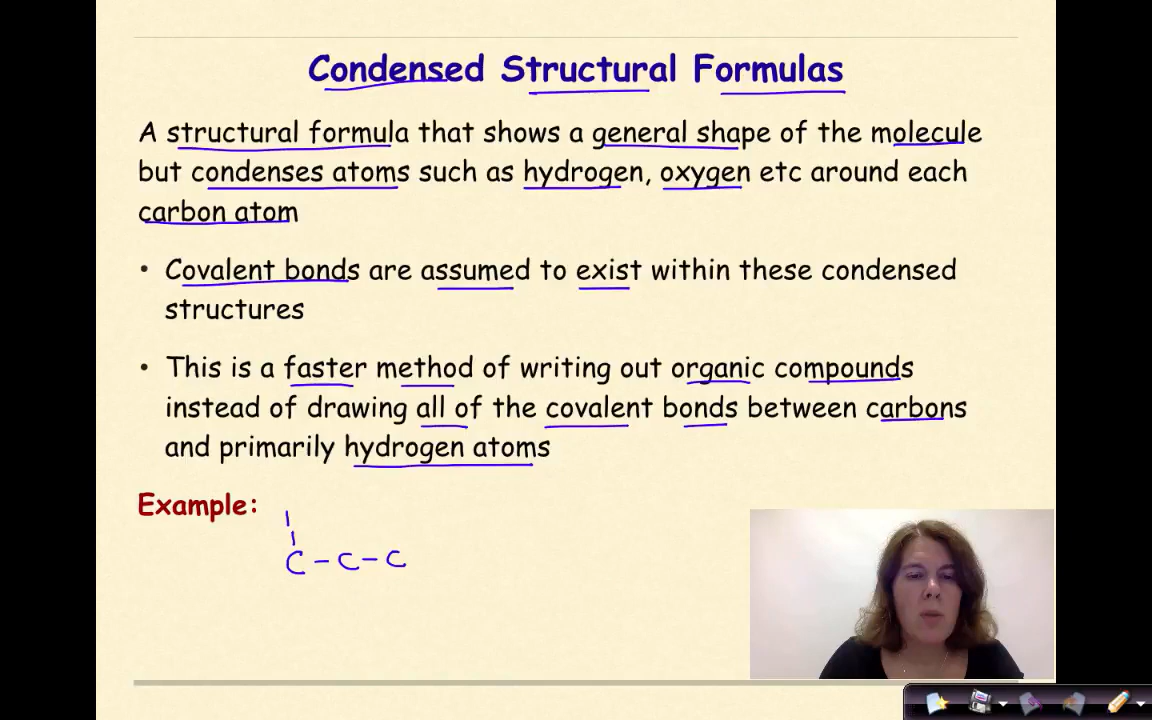 Condensed Structural Formulas
A structural formula that shows a general shape of the molecule
but condenses atoms such as hydrogen, oxygen etc around each
carbon atom
• Covalent bonds are assumed to exist within these condensed
structures
• This is a faster method of writing out organic compounds
instead of drawing all of the covalent bonds between carbons
and primarily hydrogen atoms
Example:
C - C - C